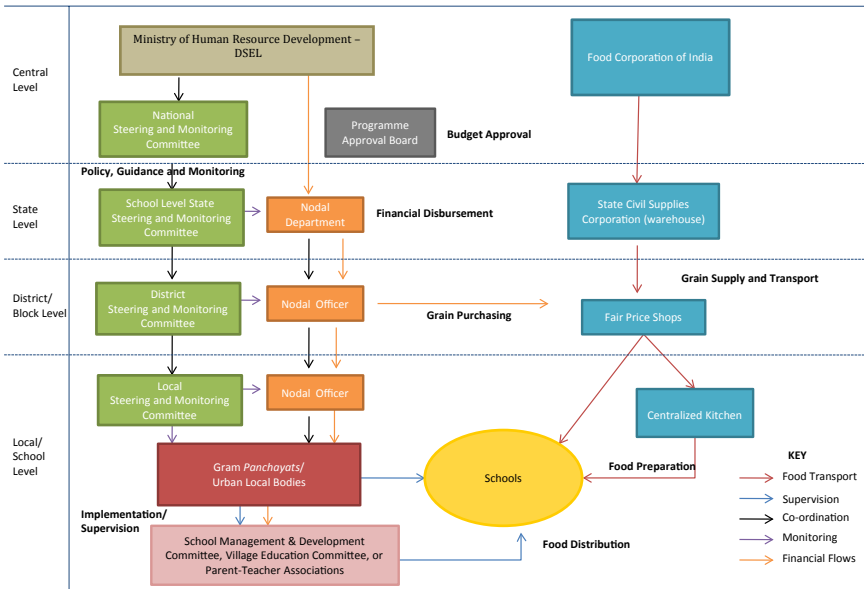 Ministry of Human Resource Development –
DSEL
Food Corporation of India
Central
Level
National
Steering and Monitoring
Committee
Programme
Approval Board
Budget Approval
Policy, Guidance and Monitoring
State
Level
School Level State
Steering and Monitoring
Committee
Nodal
Department
Financial Disbursement
State Civil Supplies
Corporation (warehouse)
Grain Supply and Transport
District/
Block Level
District
Steering and Monitoring
Committee
Nodal Officer
Grain Purchasing
Fair Price Shops
Local
Steering and Monitoring
Committee
Nodal Officer
Centralized Kitchen
Local/
School
Level
Gram Panchayats/
Urban Local Bodies
Schools
Food Preparation
KEY
Food Transport
Supervision
Co-ordination
Monitoring
Financial Flows
Implementation/
Supervision
School Management & Development
Committee, Village Education Committee, or
Parent-Teacher Associations
Food Distribution